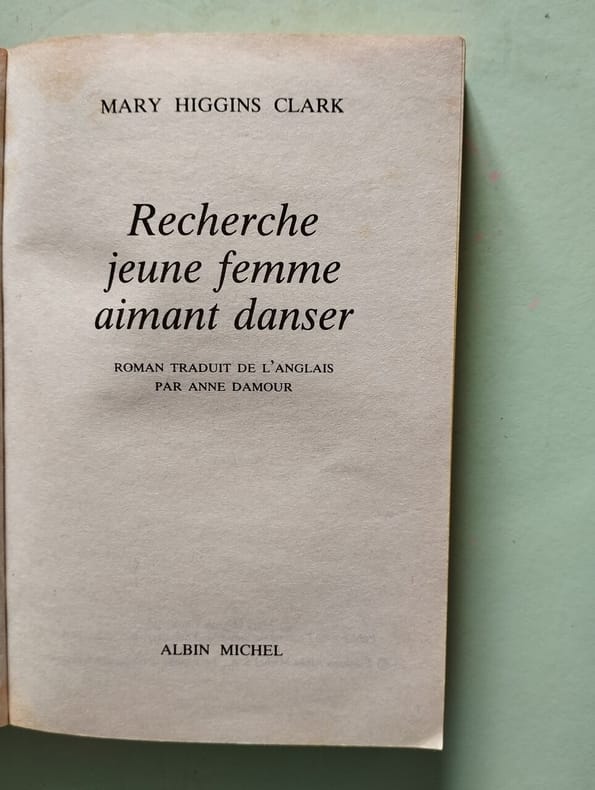 MARY HIGGINS CLARK
Recherche
jeune femme
aimant danser
ROMAN TRADUIT DE L'ANGLAIS
PAR ANNE DAMOUR
ALBIN MICHEL